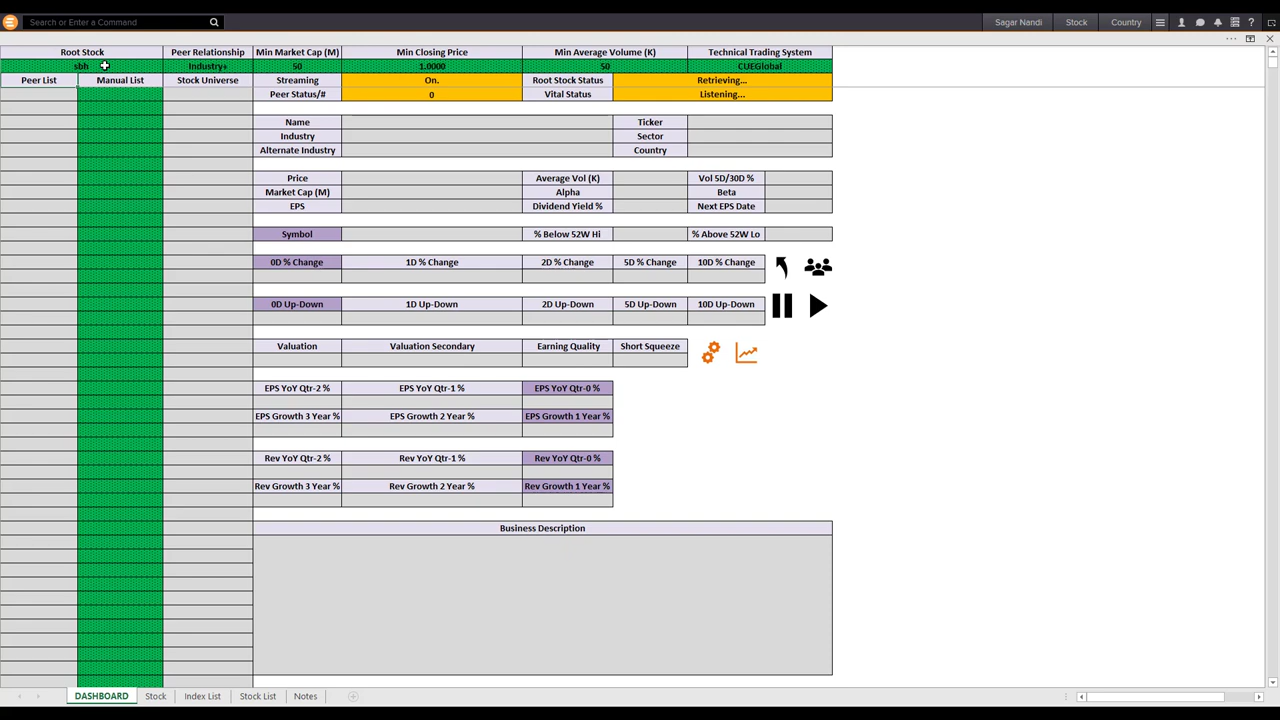 Search or Enter a Command Sagar Nandi Stock Country
Root Stock Peer Relationship Min Market Cap (M) Min Closing Price Min Average Volume (K) Technical Trading System
sbh Industry+ 50 1.0000 50 CUEGlobal
Peer List Manual List Stock Universe Streaming On. Root Stock Status Retrieving...
Peer Status/# 0 Vital Status Listening...
Name Ticker
Industry Sector
Alternate Industry Country
Price Average Vol (K) Vol 5D/30D %
Market Cap (M) Alpha Beta
EPS Dividend Yield % Next EPS Date
Symbol % Below 52W Hi % Above 52W Lo
0D % Change 1D % Change 2D % Change 5D % Change 10D % Change
0D Up-Down 1D Up-Down 2D Up-Down 5D Up-Down 10D Up-Down
Valuation Valuation Secondary Earning Quality Short Squeeze
EPS YoY Qtr-2 % EPS YoY Qtr-1 % EPS YoY Qtr-0 %
EPS Growth 3 Year % EPS Growth 2 Year % EPS Growth 1 Year %
Rev YoY Qtr-2 % Rev YoY Qtr-1 % Rev YoY Qtr-0 %
Rev Growth 3 Year % Rev Growth 2 Year % Rev Growth 1 Year %
Business Description
DASHBOARD Stock Index List Stock List Notes